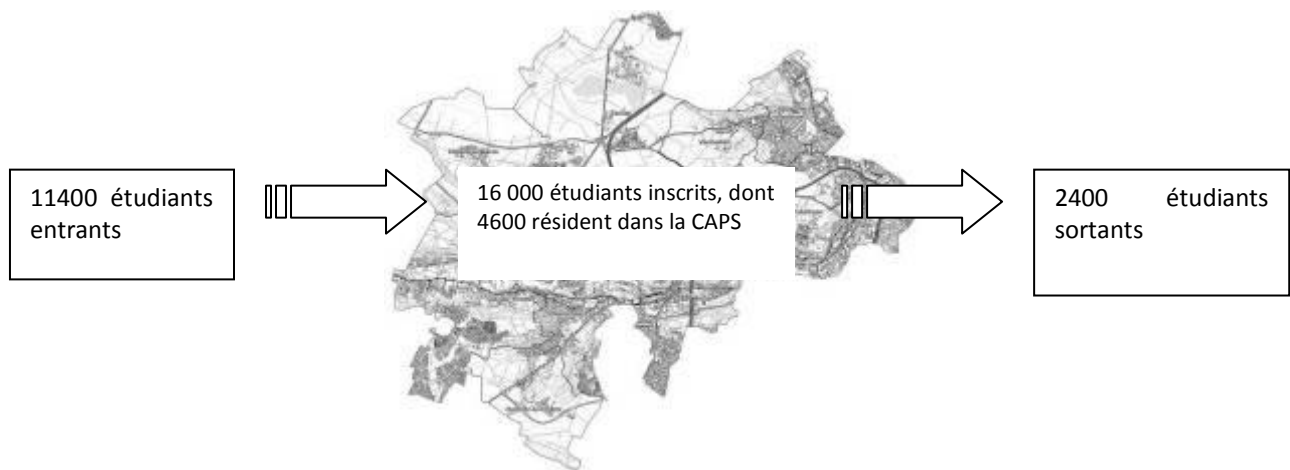 11400 étudiants
entrants
16 000 étudiants inscrits, dont
4600 résident dans la CAPS
2400 étudiants
sortants